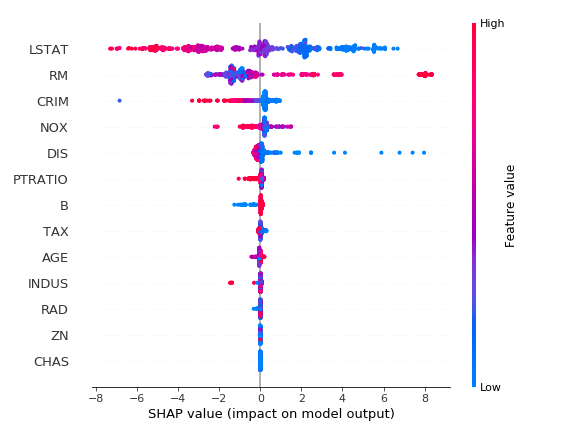 High
LSTAT
RM
CRIM
NOX
DIS
PTRATIO
B
TAX
AGE
INDUS
RAD
ZN
CHAS
Feature value
Low
−8 −6 −4 −2 0 2 4 6 8
SHAP value (impact on model output)